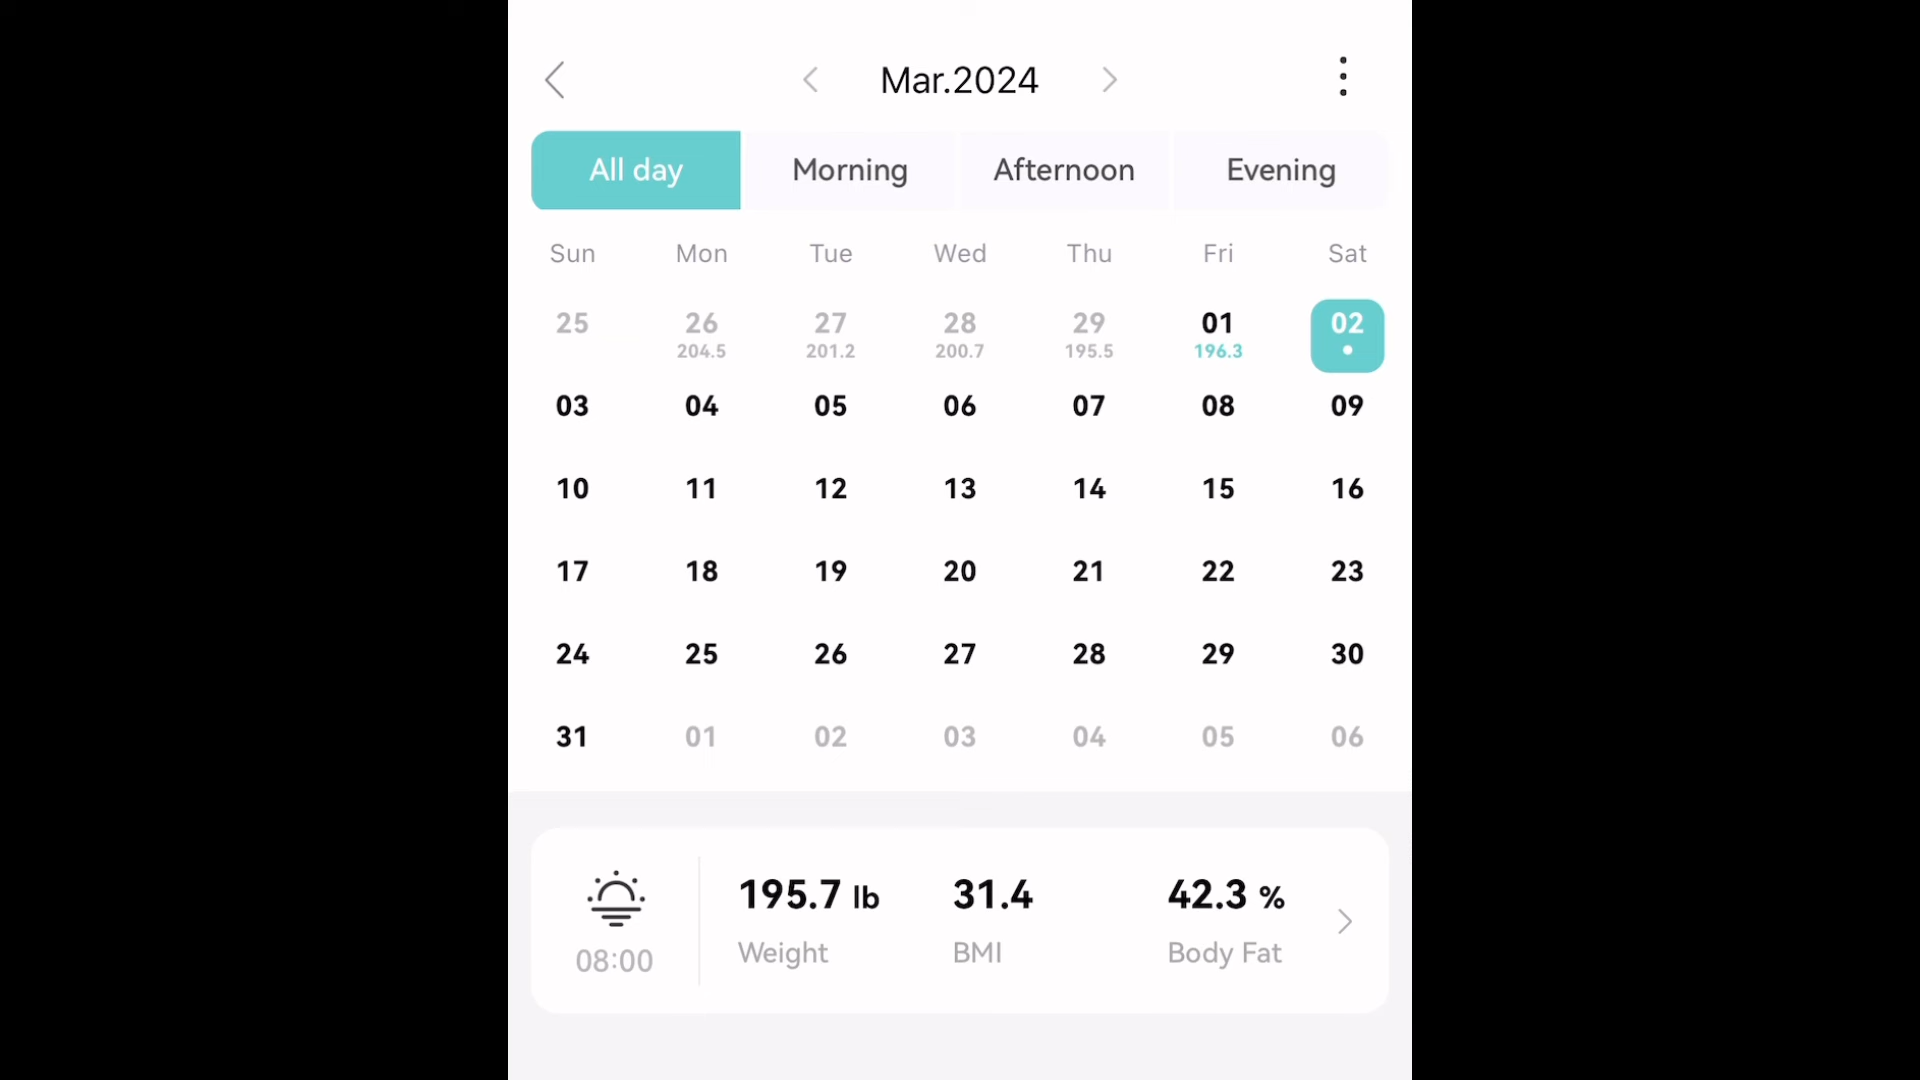 Mar.2024
All day Morning Afternoon Evening
Sun Mon Tue Wed Thu Fri Sat
25 26 27 28 29 01 02
204.5 201.2 200.7 195.5 196.3
03 04 05 06 07 08 09
10 11 12 13 14 15 16
17 18 19 20 21 22 23
24 25 26 27 28 29 30
31 01 02 03 04 05 06
195.7 lb 31.4 42.3 %
08:00 Weight BMI Body Fat